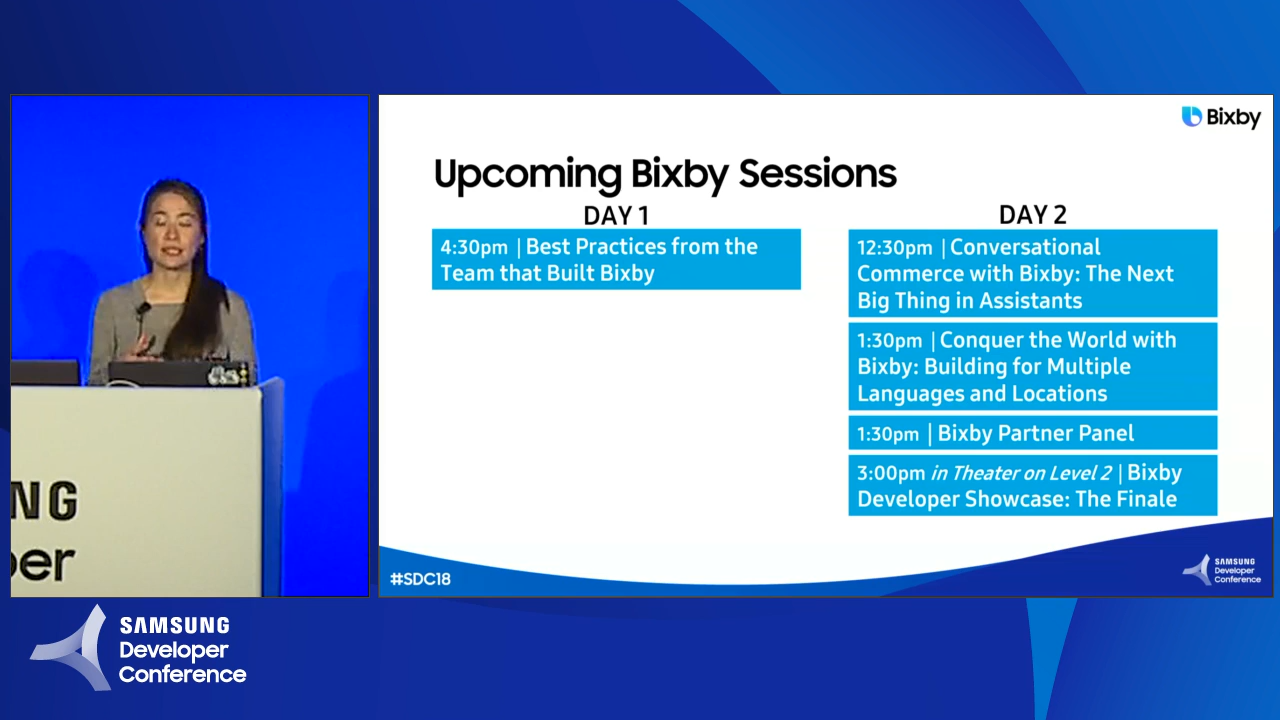 Bixby
Upcoming Bixby Sessions
DAY 1
4:30pm | Best Practices from the
Team that Built Bixby
DAY 2
12:30pm | Conversational
Commerce with Bixby: The Next
Big Thing in Assistants
1:30pm | Conquer the World with
Bixby: Building for Multiple
Languages and Locations
1:30pm | Bixby Partner Panel
3:00pm in Theater on Level 2 | Bixby
Developer Showcase: The Finale
#SDC18
SAMSUNG
Developer
Conference
NG
per
SAMSUNG
Developer
Conference